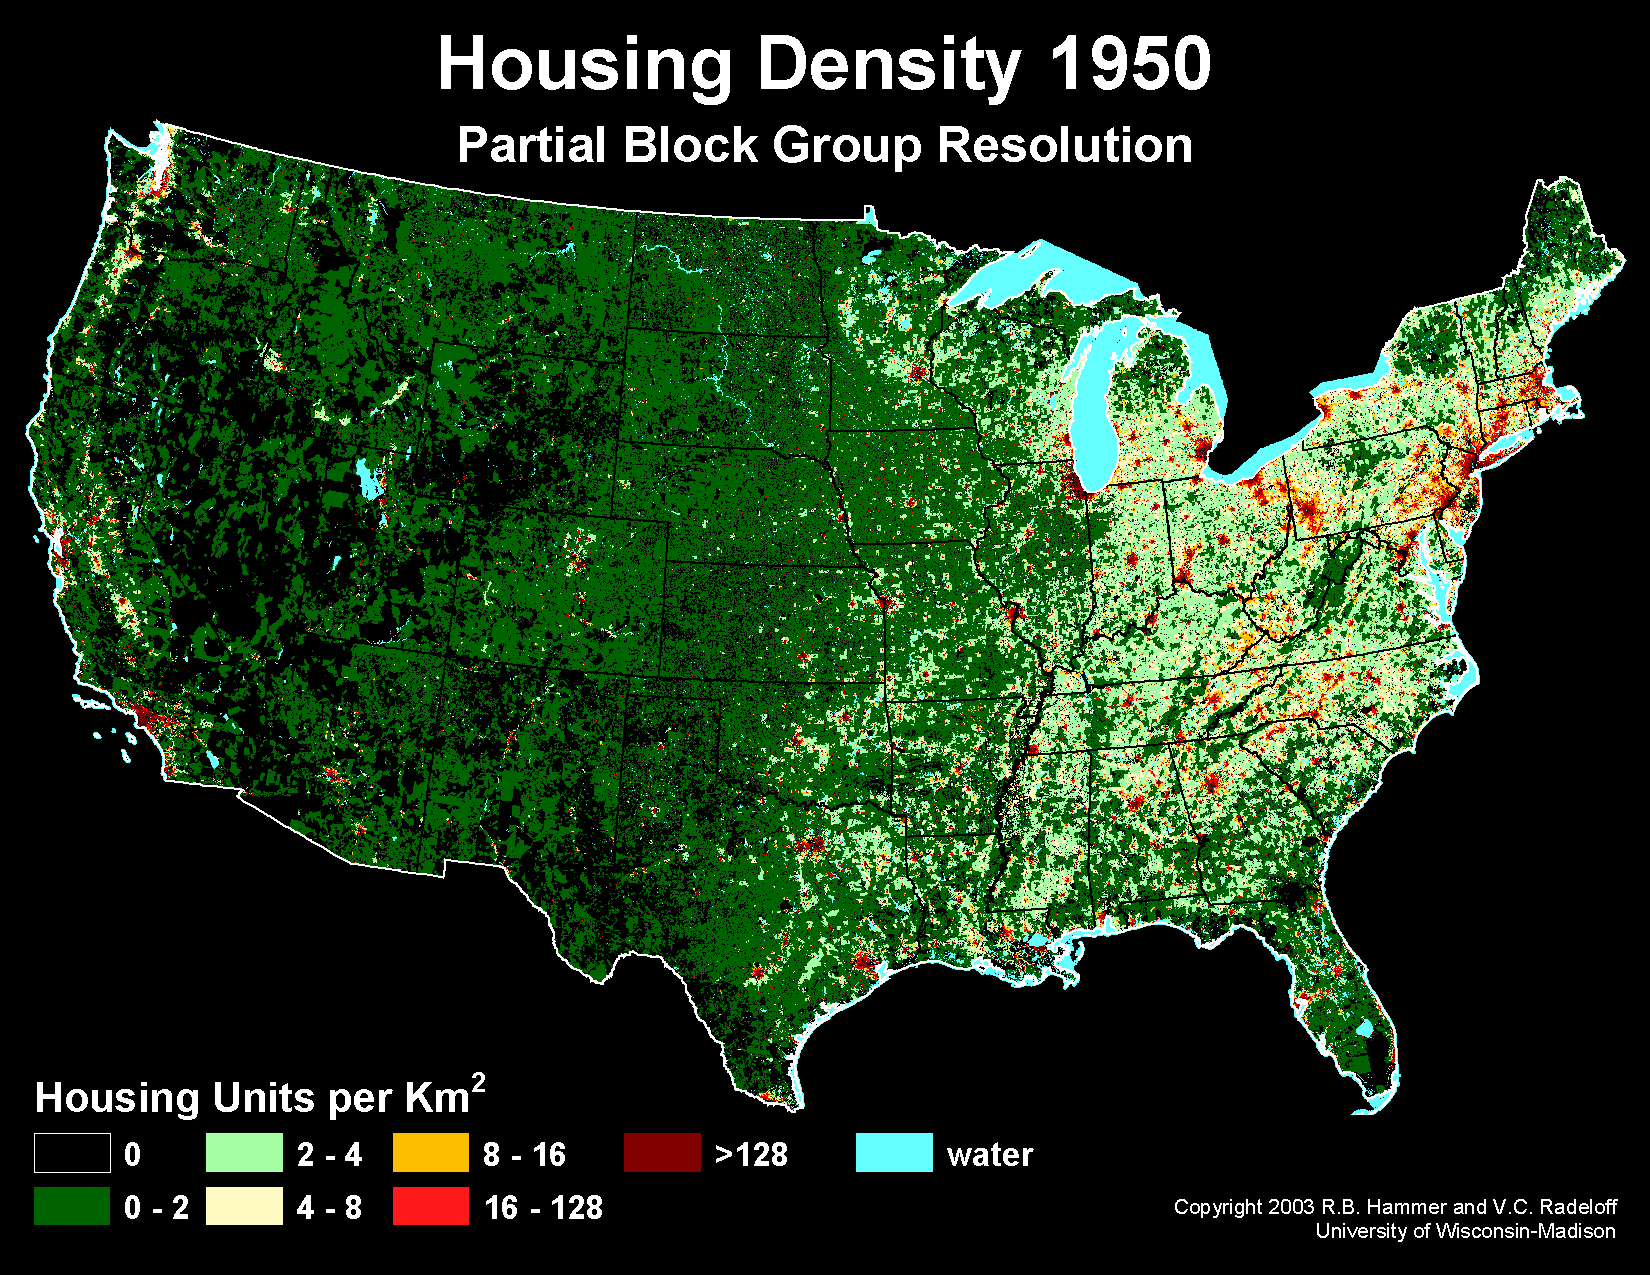 Housing Density 1950
Partial Block Group Resolution
Housing Units per Km²
0 2 - 4 8 - 16 >128 water
0 - 2 4 - 8 16 - 128
Copyright 2003 R.B. Hammer and V.C. Radeloff
University of Wisconsin-Madison